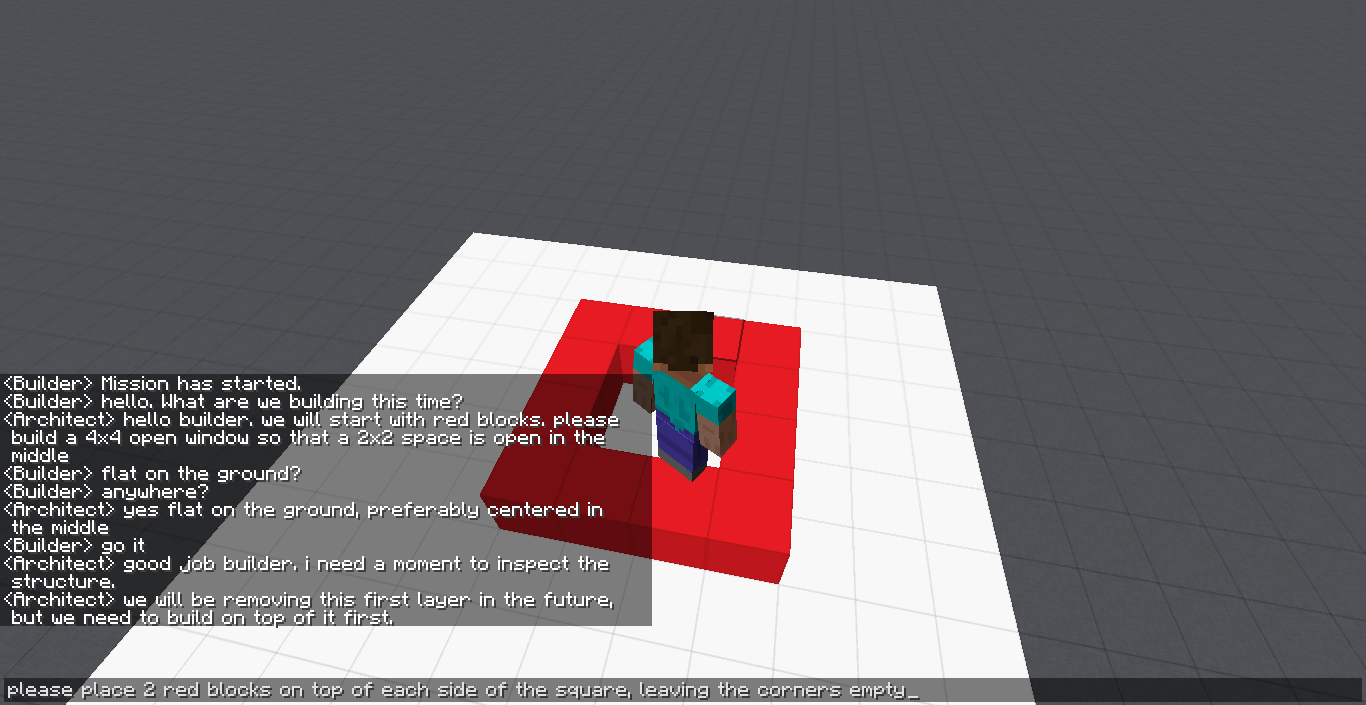 <Builder> Mission has started.
<Builder> hello. What are we building this time?
<Architect> hello builder. we will start with red blocks. please
build a 4x4 open window so that a 2x2 space is open in the
middle
<Builder> flat on the ground?
<Builder> anywhere?
<Architect> yes flat on the ground, preferably centered in
the middle
<Builder> go it
<Architect> good job builder. i need a moment to inspect the
structure.
<Architect> we will be removing this first layer in the future,
but we need to build on top of it first.
please place 2 red blocks on top of each side of the square, leaving the corners empty_